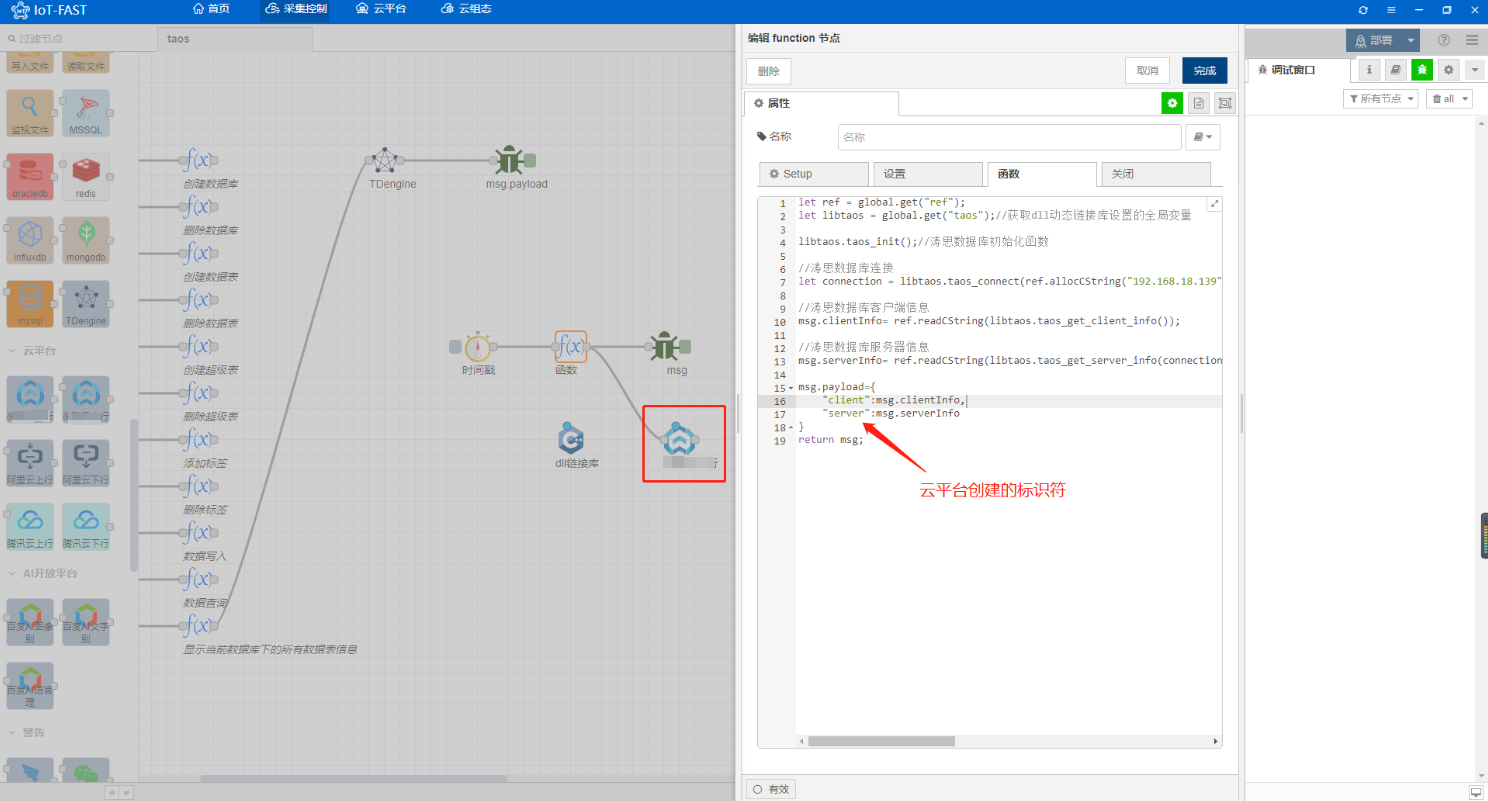 IoT-FAST
首页
采集控制
云平台
云组态
过滤节点
taos
写入文件
读取文件
监视文件
MSSQL
oracledb
redis
influxdb
mongodb
mysql
TDengine
云平台
阿里云上行
阿里云下行
腾讯云上行
腾讯云下行
AI开放平台
百度AI图像
别
百度AI文字
别
百度AI语言
理
警告
创建数据库
删除数据库
创建数据表
删除数据表
创建超级表
删除超级表
添加标签
删除标签
数据写入
数据查询
显示当前数据库下的所有数据表信息
TDengine
msg.payload
时间戳
函数
msg
dll链接库
行
编辑 function 节点
删除
取消
完成
属性
名称
名称
Setup
设置
函数
关闭
1 let ref = global.get("ref");
2 let libtaos = global.get("taos");//获取dll动态链接库设置的全局变量
3
4 libtaos.taos_init();//涛思数据库初始化函数
5
6 //涛思数据库连接
7 let connection = libtaos.taos_connect(ref.allocCString("192.168.18.139"
8
9 //涛思数据库客户端信息
10 msg.clientInfo= ref.readCString(libtaos.taos_get_client_info());
11
12 //涛思数据库服务器信息
13 msg.serverInfo= ref.readCString(libtaos.taos_get_server_info(connection
14
15 msg.payload={
16 "client":msg.clientInfo,
17 "server":msg.serverInfo
18 }
19 return msg;
云平台创建的标识符
有效
部署
调试窗口
i
所有节点
all